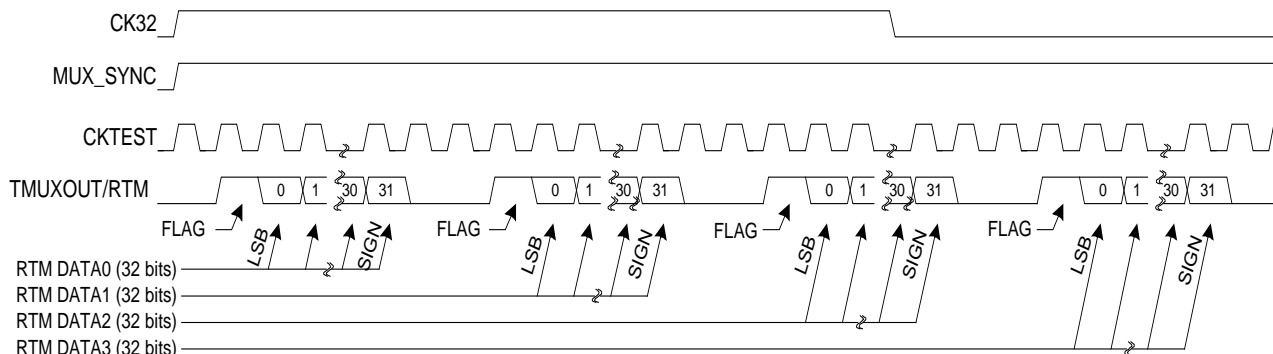 CK32
MUX_SYNC
CKTEST
TMUXOUT/RTM 0 1 30 31 0 1 30 31 0 1 30 31 0 1 30 31
FLAG FLAG FLAG FLAG
LSB SIGN LSB SIGN LSB SIGN LSB SIGN
RTM DATA0 (32 bits)
RTM DATA1 (32 bits)
RTM DATA2 (32 bits)
RTM DATA3 (32 bits)